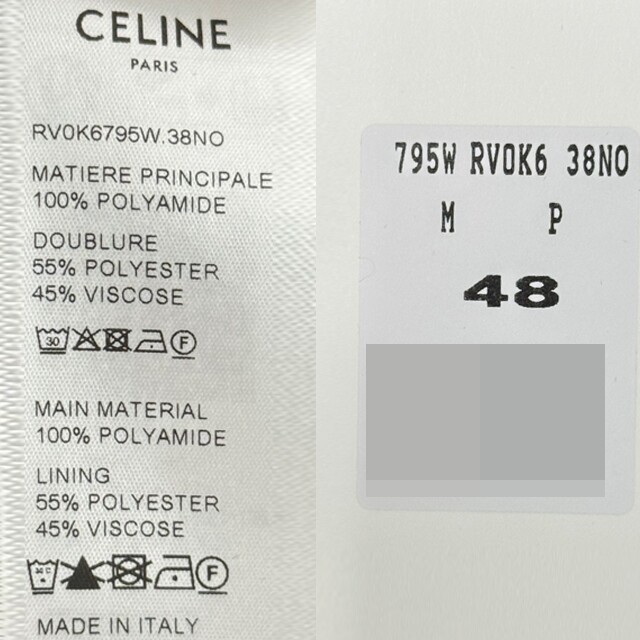 CELINE
PARIS
RV0K6795W.38NO
MATIERE PRINCIPALE
100% POLYAMIDE
DOUBLURE
55% POLYESTER
45% VISCOSE
30
F
MAIN MATERIAL
100% POLYAMIDE
LINING
55% POLYESTER
45% VISCOSE
F
MADE IN ITALY
795W RV0K6 38NO
M P
48